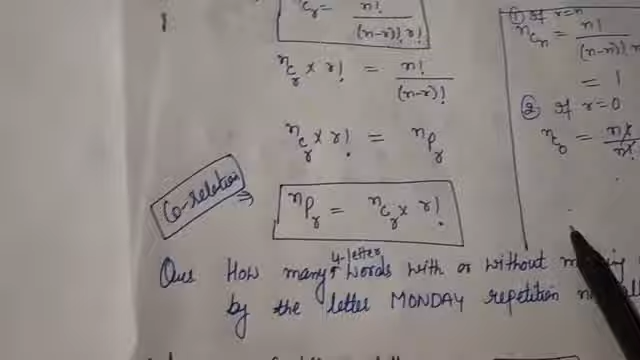 nCr = n! / (n-r)! r!
nCr × r! = n! / (n-r)!
nCr × r! = nPr
Co-relation → nPr = nCr × r!
Ques How many 4-letter words with or without
by the letter MONDAY repetition
① If r=n
nCn = n! / (n-n)!
= 1
② If r=0
nC0 = n! / n!